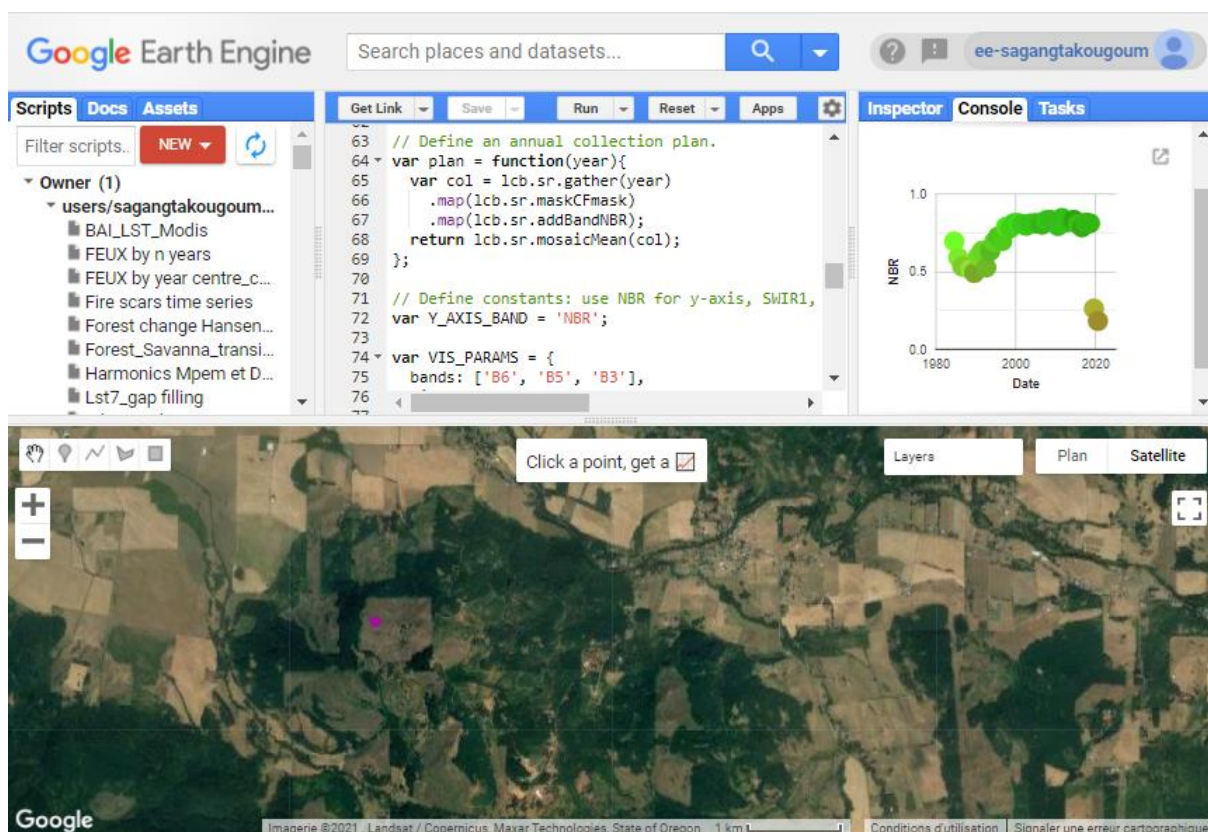 Google Earth Engine
Search places and datasets...
ee-sagangtakougoum
Scripts Docs Assets
Filter scripts..
NEW
Owner (1)
users/sagangtakougoum...
BAI_LST_Modis
FEUX by n years
FEUX by year centre_c...
Fire scars time series
Forest change Hansen...
Forest_Savanna_transi...
Harmonics Mpem et D...
Lst7_gap filling
Get Link Save Run Reset Apps
63 // Define an annual collection plan.
64 var plan = function(year){
65 var col = lcb.sr.gather(year)
66 .map(lcb.sr.maskCFmask)
67 .map(lcb.sr.addBandNBR);
68 return lcb.sr.mosaicMean(col);
69 };
70
71 // Define constants: use NBR for y-axis, SWIR1,
72 var Y_AXIS_BAND = 'NBR';
73
74 var VIS_PARAMS = {
75 bands: ['B6', 'B5', 'B3'],
76
Inspector Console Tasks
1.0
0.5
0.0
NBR
1980 2000 2020
Date
Click a point, get a
Layers
Plan Satellite
Google
Imagerie ©2021 , Landsat / Copernicus, Maxar Technologies, State of Oregon 1 km
Conditions d'utilisation
Signaler une erreur cartographique